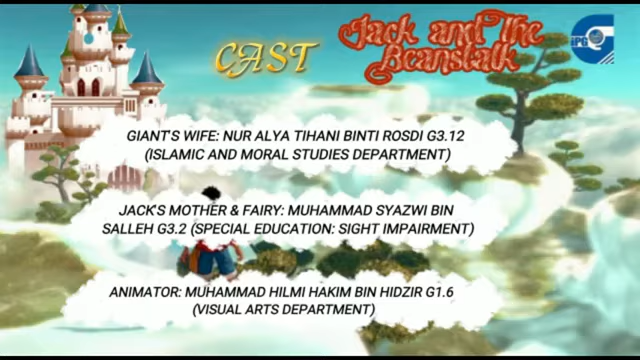 Jack and the
Beanstalk
CAST
iPG
GIANT'S WIFE: NUR ALYA TIHANI BINTI ROSDI G3.12
(ISLAMIC AND MORAL STUDIES DEPARTMENT)
JACK'S MOTHER & FAIRY: MUHAMMAD SYAZWI BIN
SALLEH G3.2 (SPECIAL EDUCATION: SIGHT IMPAIRMENT)
ANIMATOR: MUHAMMAD HILMI HAKIM BIN HIDZIR G1.6
(VISUAL ARTS DEPARTMENT)